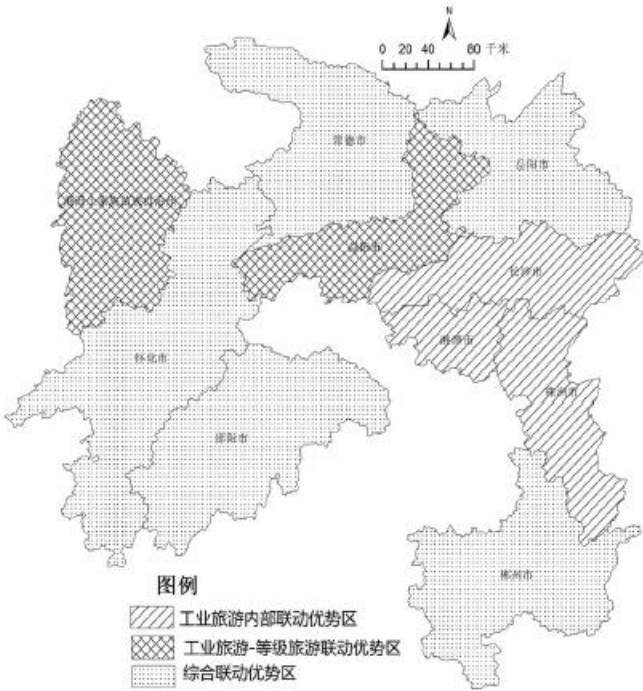 N
0 20 40 80 千米
常德市
岳阳市
益阳市
长沙市
湘潭市
株洲市
怀化市
邵阳市
郴州市
图例
工业旅游内部联动优势区
工业旅游-等级旅游联动优势区
综合联动优势区